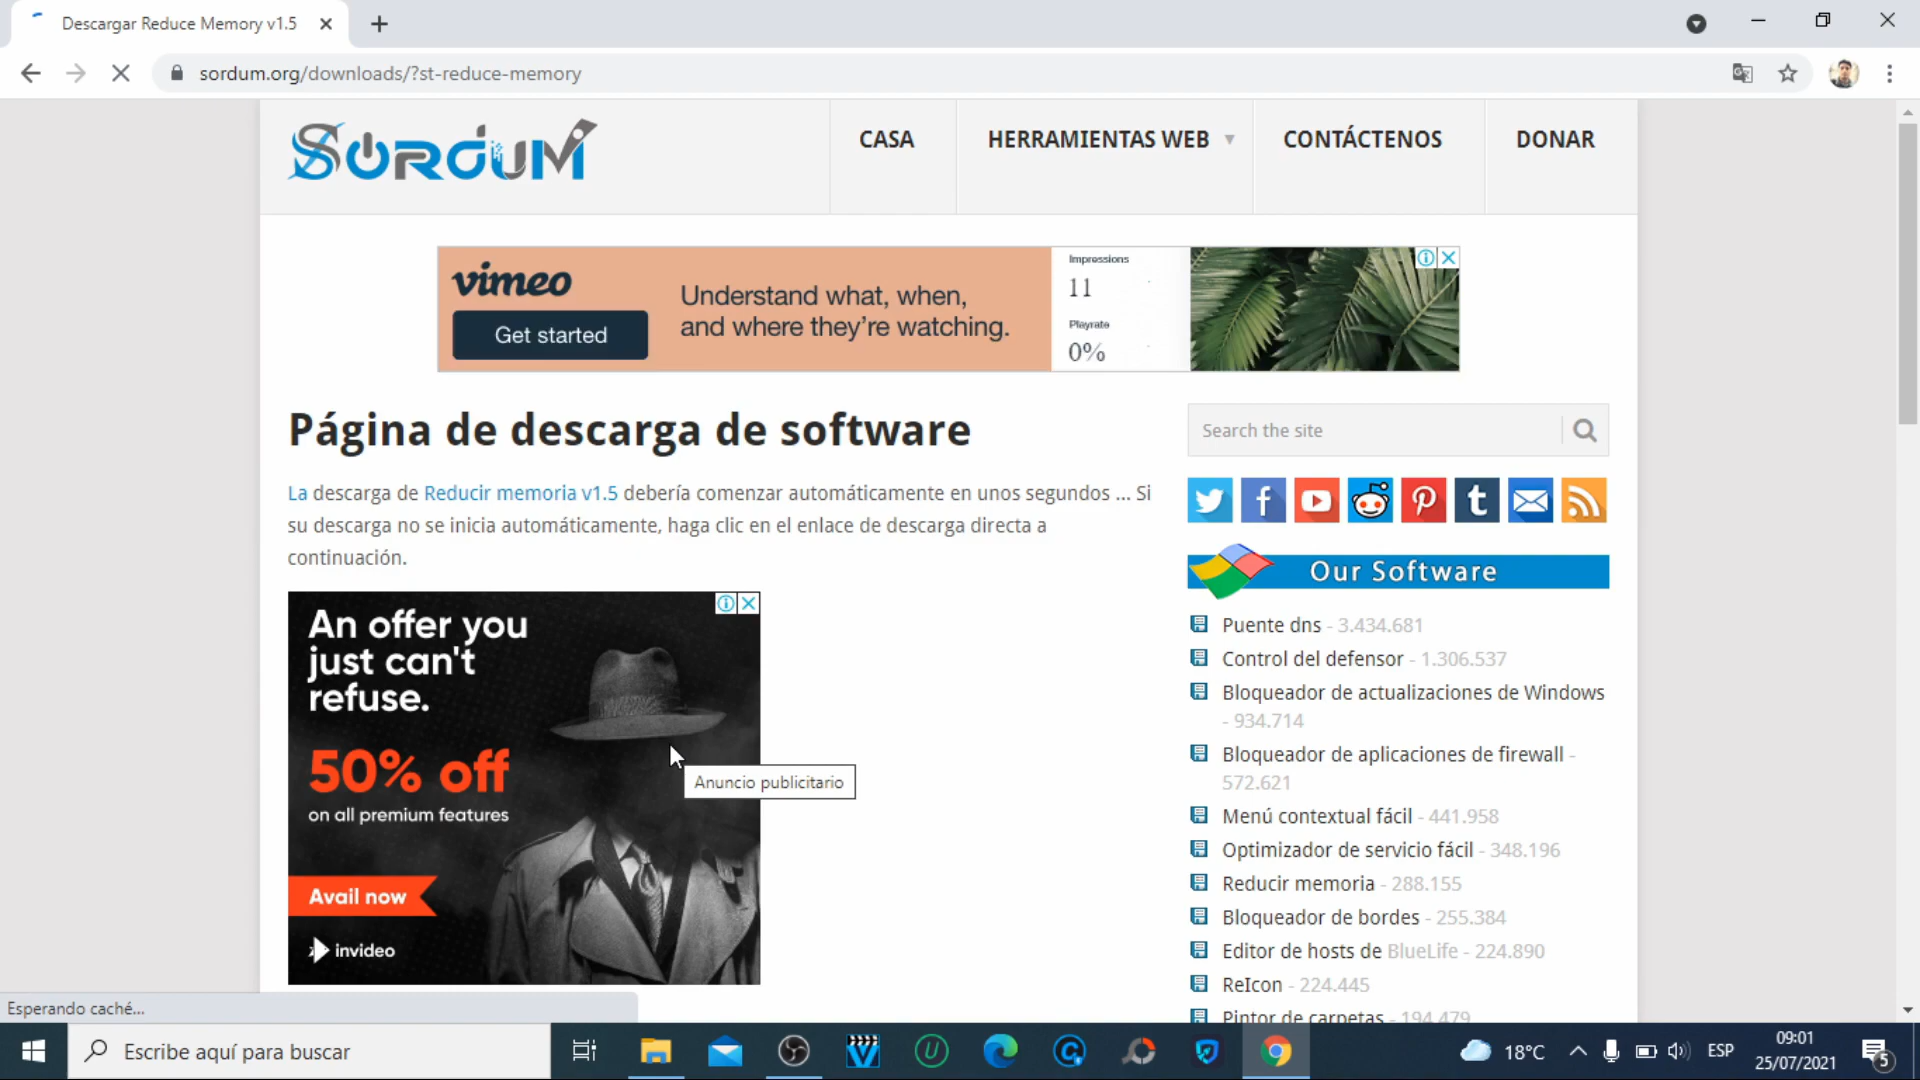 Descargar Reduce Memory v1.5
sordum.org/downloads/?st-reduce-memory
SORDUM
CASA
HERRAMIENTAS WEB
CONTÁCTENOS
DONAR
vimeo
Get started
Understand what, when,
and where they're watching.
Impressions
11
Playrate
0%
Página de descarga de software
La descarga de Reducir memoria v1.5 debería comenzar automáticamente en unos segundos ... Si
su descarga no se inicia automáticamente, haga clic en el enlace de descarga directa a
continuación.
An offer you
just can't
refuse.
50% off
on all premium features
Avail now
invideo
Anuncio publicitario
Search the site
Our Software
Puente dns - 3.434.681
Control del defensor - 1.306.537
Bloqueador de actualizaciones de Windows
- 934.714
Bloqueador de aplicaciones de firewall -
572.621
Menú contextual fácil - 441.958
Optimizador de servicio fácil - 348.196
Reducir memoria - 288.155
Bloqueador de bordes - 255.384
Editor de hosts de BlueLife - 224.890
ReIcon - 224.445
Pintor de carpetas - 194.479
Esperando caché...
Escribe aquí para buscar
18°C
ESP
09:01
25/07/2021
5